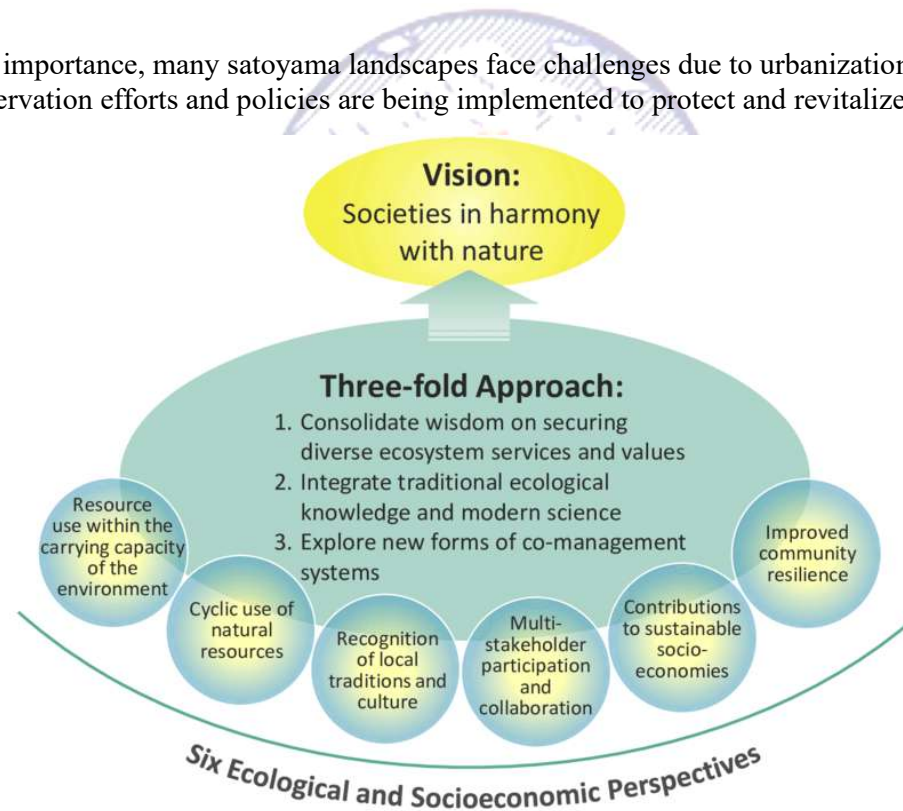 importance, many satoyama landscapes face challenges due to urbanization
ervation efforts and policies are being implemented to protect and revitalize
Vision:
Societies in harmony
with nature
Three-fold Approach:
1. Consolidate wisdom on securing
diverse ecosystem services and values
2. Integrate traditional ecological
knowledge and modern science
3. Explore new forms of co-management
systems
Resource
use within the
carrying capacity
of the
environment
Cyclic use of
natural
resources
Recognition
of local
traditions and
culture
Multi-
stakeholder
participation
and
collaboration
Contributions
to sustainable
socio-
economies
Improved
community
resilience
Six Ecological and Socioeconomic Perspectives